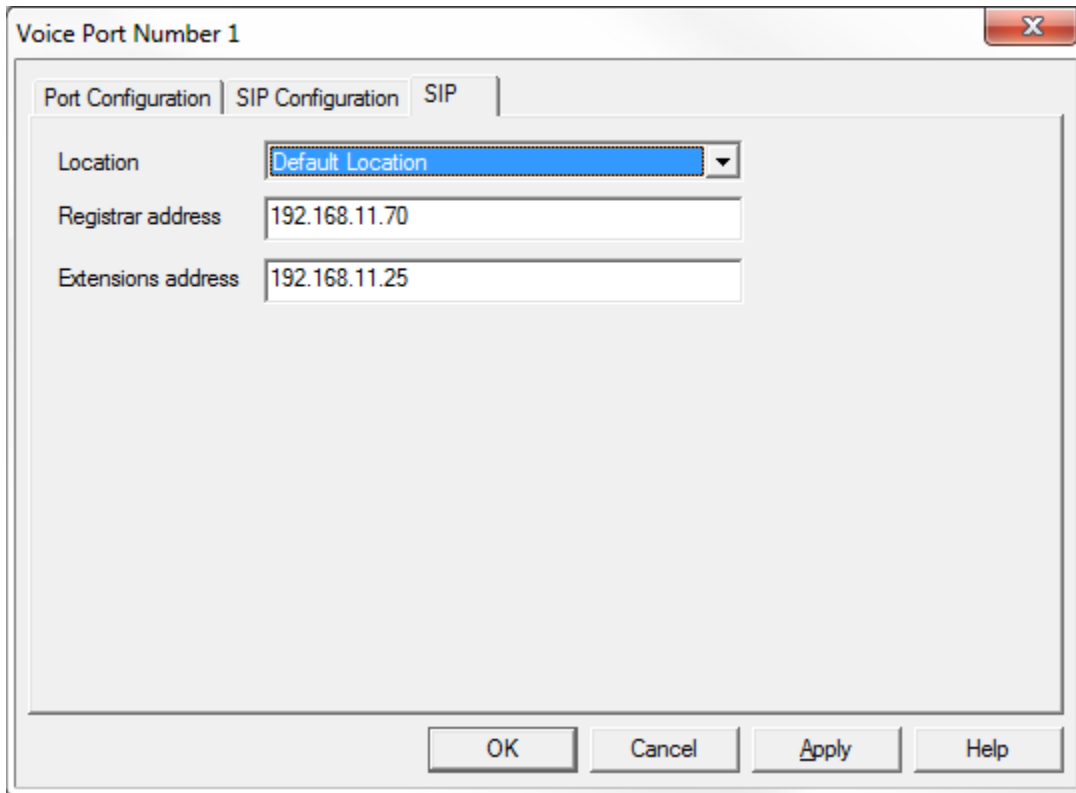 Voice Port Number 1
Port Configuration SIP Configuration SIP
Location Default Location
Registrar address 192.168.11.70
Extensions address 192.168.11.25
OK Cancel Apply Help